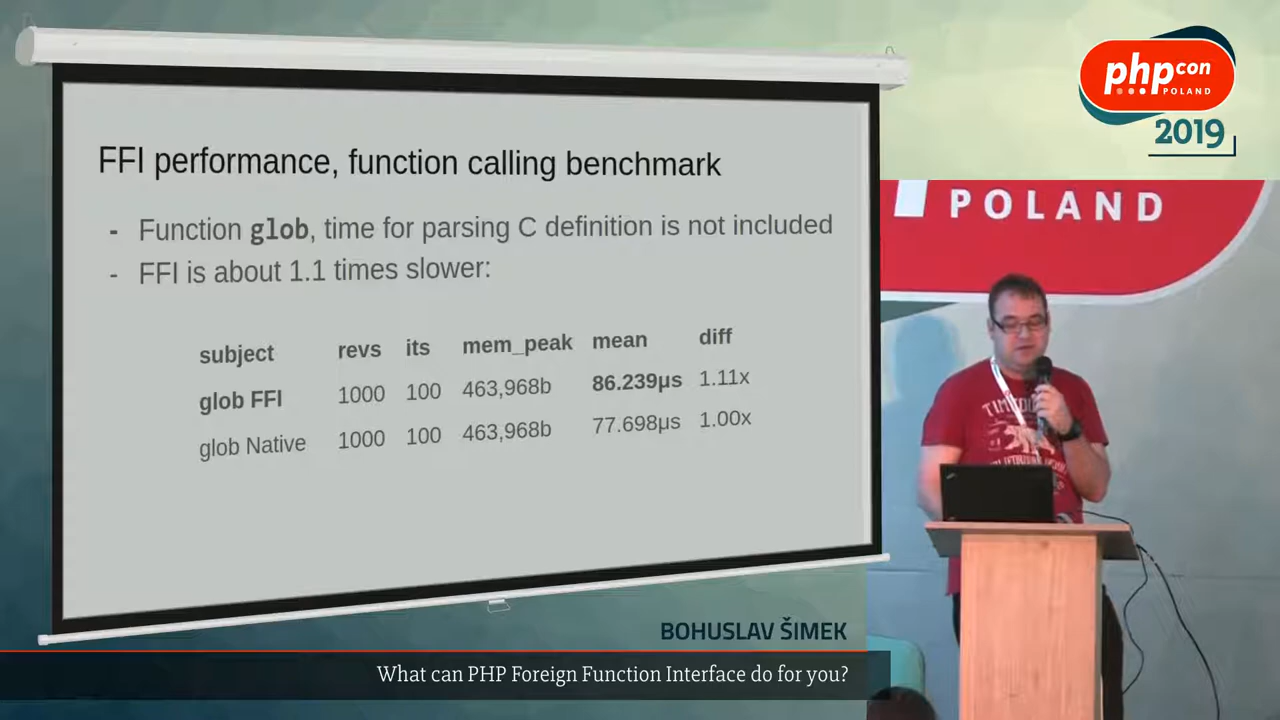 phpcon
POLAND
2019
POLAND
FFI performance, function calling benchmark
- Function glob, time for parsing C definition is not included
- FFI is about 1.1 times slower:
subject revs its mem_peak mean diff
glob FFI 1000 100 463,968b 86.239µs 1.11x
glob Native 1000 100 463,968b 77.698µs 1.00x
BOHUSLAV ŠIMEK
What can PHP Foreign Function Interface do for you?